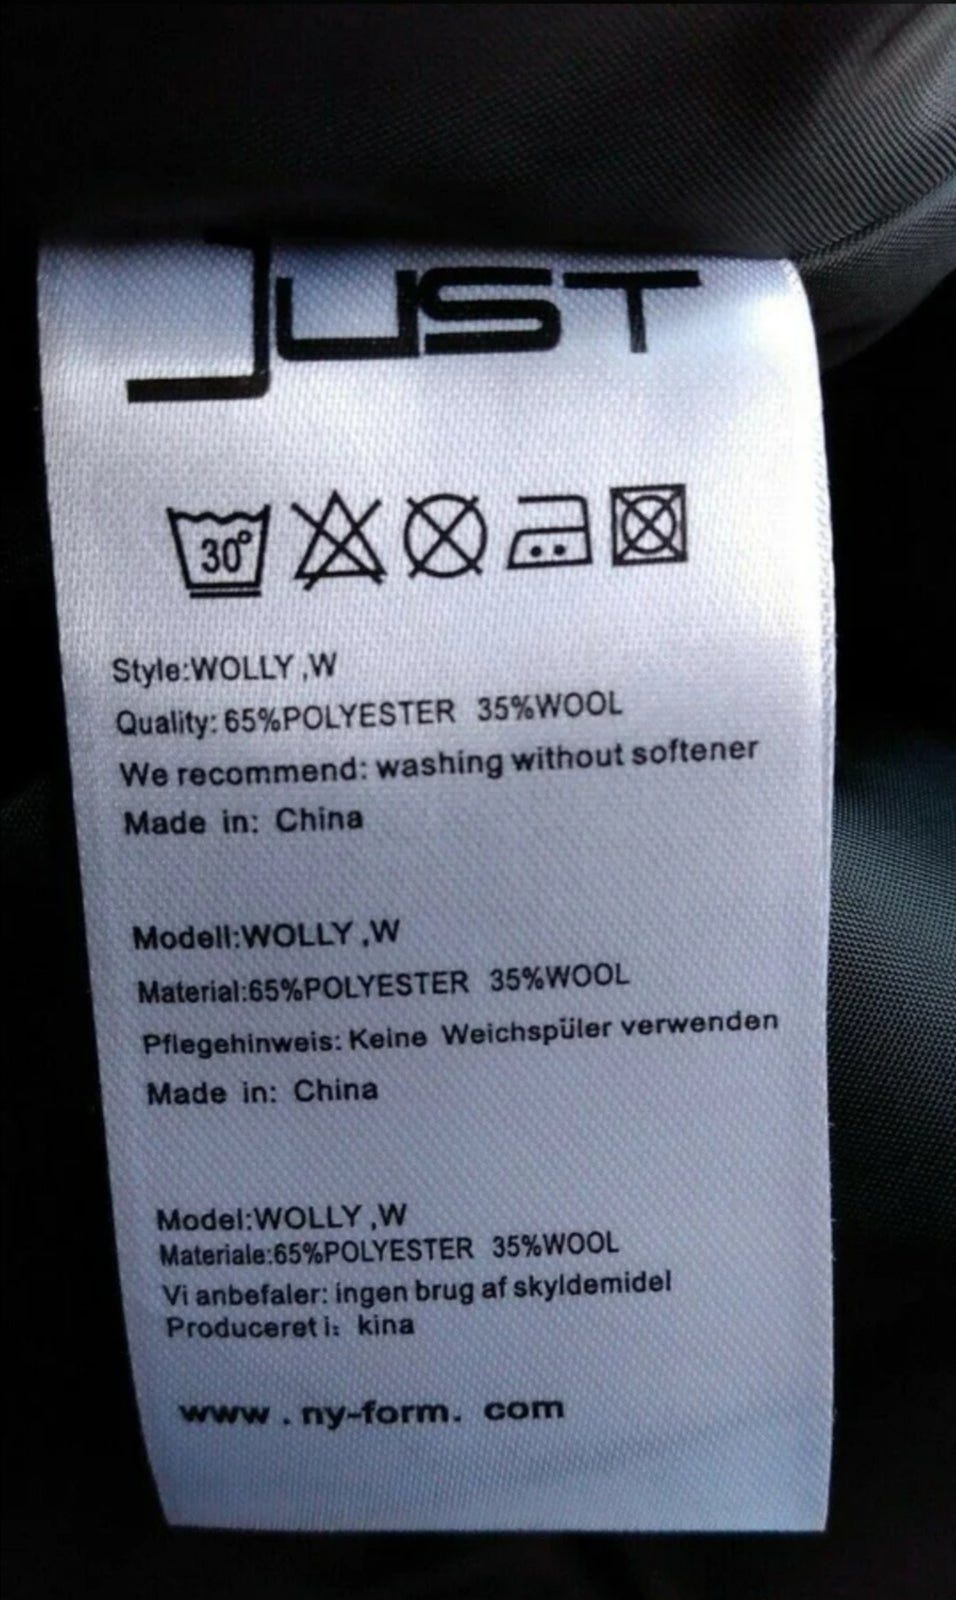 JUST
30°
Style:WOLLY ,W
Quality: 65%POLYESTER 35%WOOL
We recommend: washing without softener
Made in: China
Modell:WOLLY ,W
Material:65%POLYESTER 35%WOOL
Pflegehinweis: Keine Weichspüler verwenden
Made in: China
Model:WOLLY ,W
Materiale:65%POLYESTER 35%WOOL
Vi anbefaler: ingen brug af skyldemidel
Produceret i: kina
www . ny-form. com